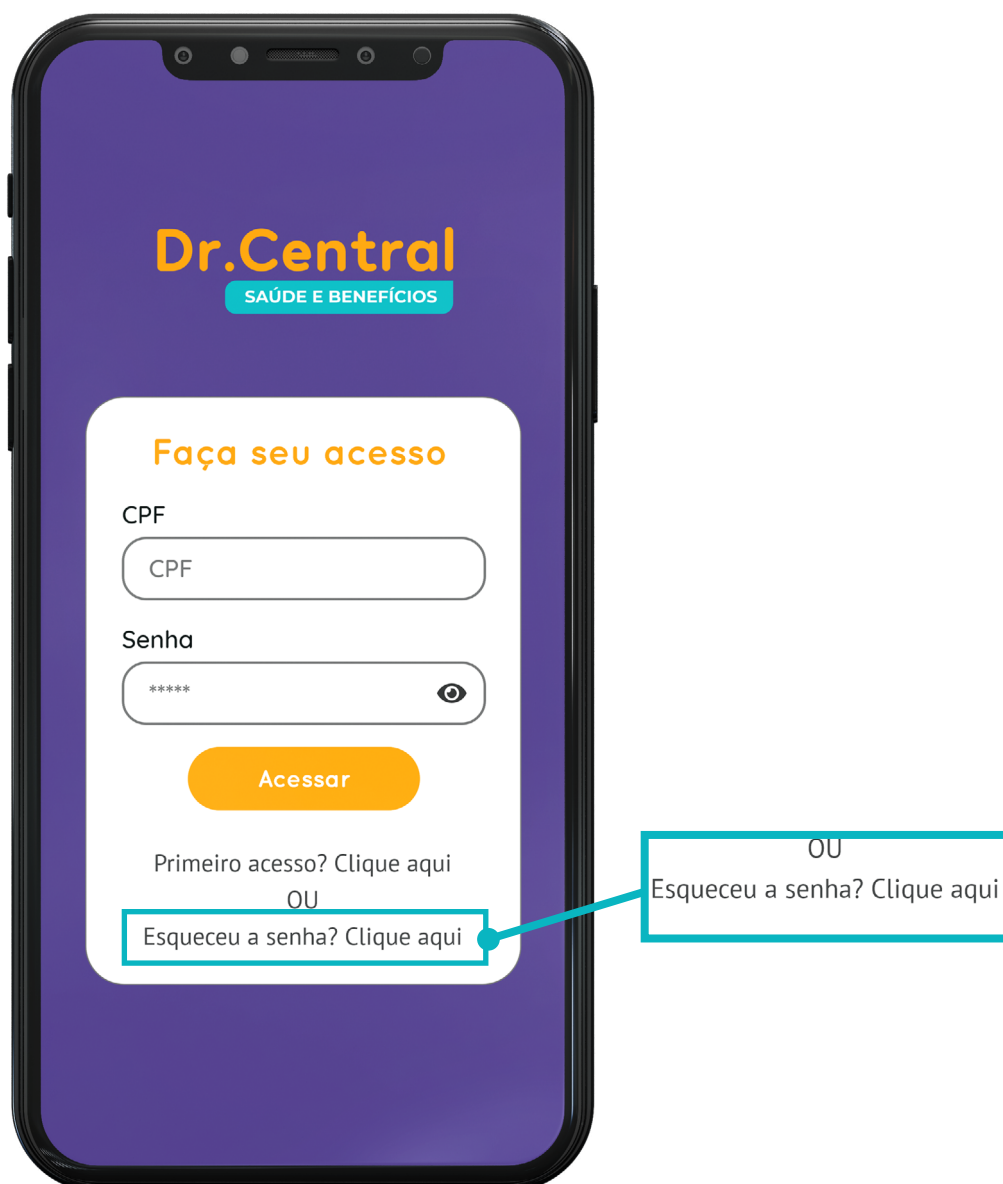 Dr.Central
SAÚDE E BENEFÍCIOS
Faça seu acesso
CPF
CPF
Senha
*****
Acessar
Primeiro acesso? Clique aqui
OU
Esqueceu a senha? Clique aqui
OU
Esqueceu a senha? Clique aqui